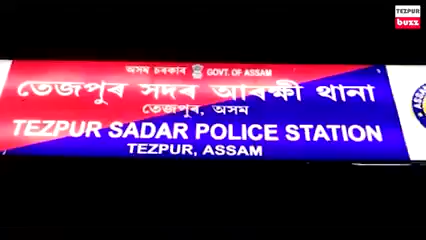 TEZPUR
buzz
অসম চৰকাৰ GOVT. OF ASSAM
তেজপুৰ সদৰ আৰক্ষী থানা
তেজপুৰ, অসম
TEZPUR SADAR POLICE STATION
TEZPUR, ASSAM